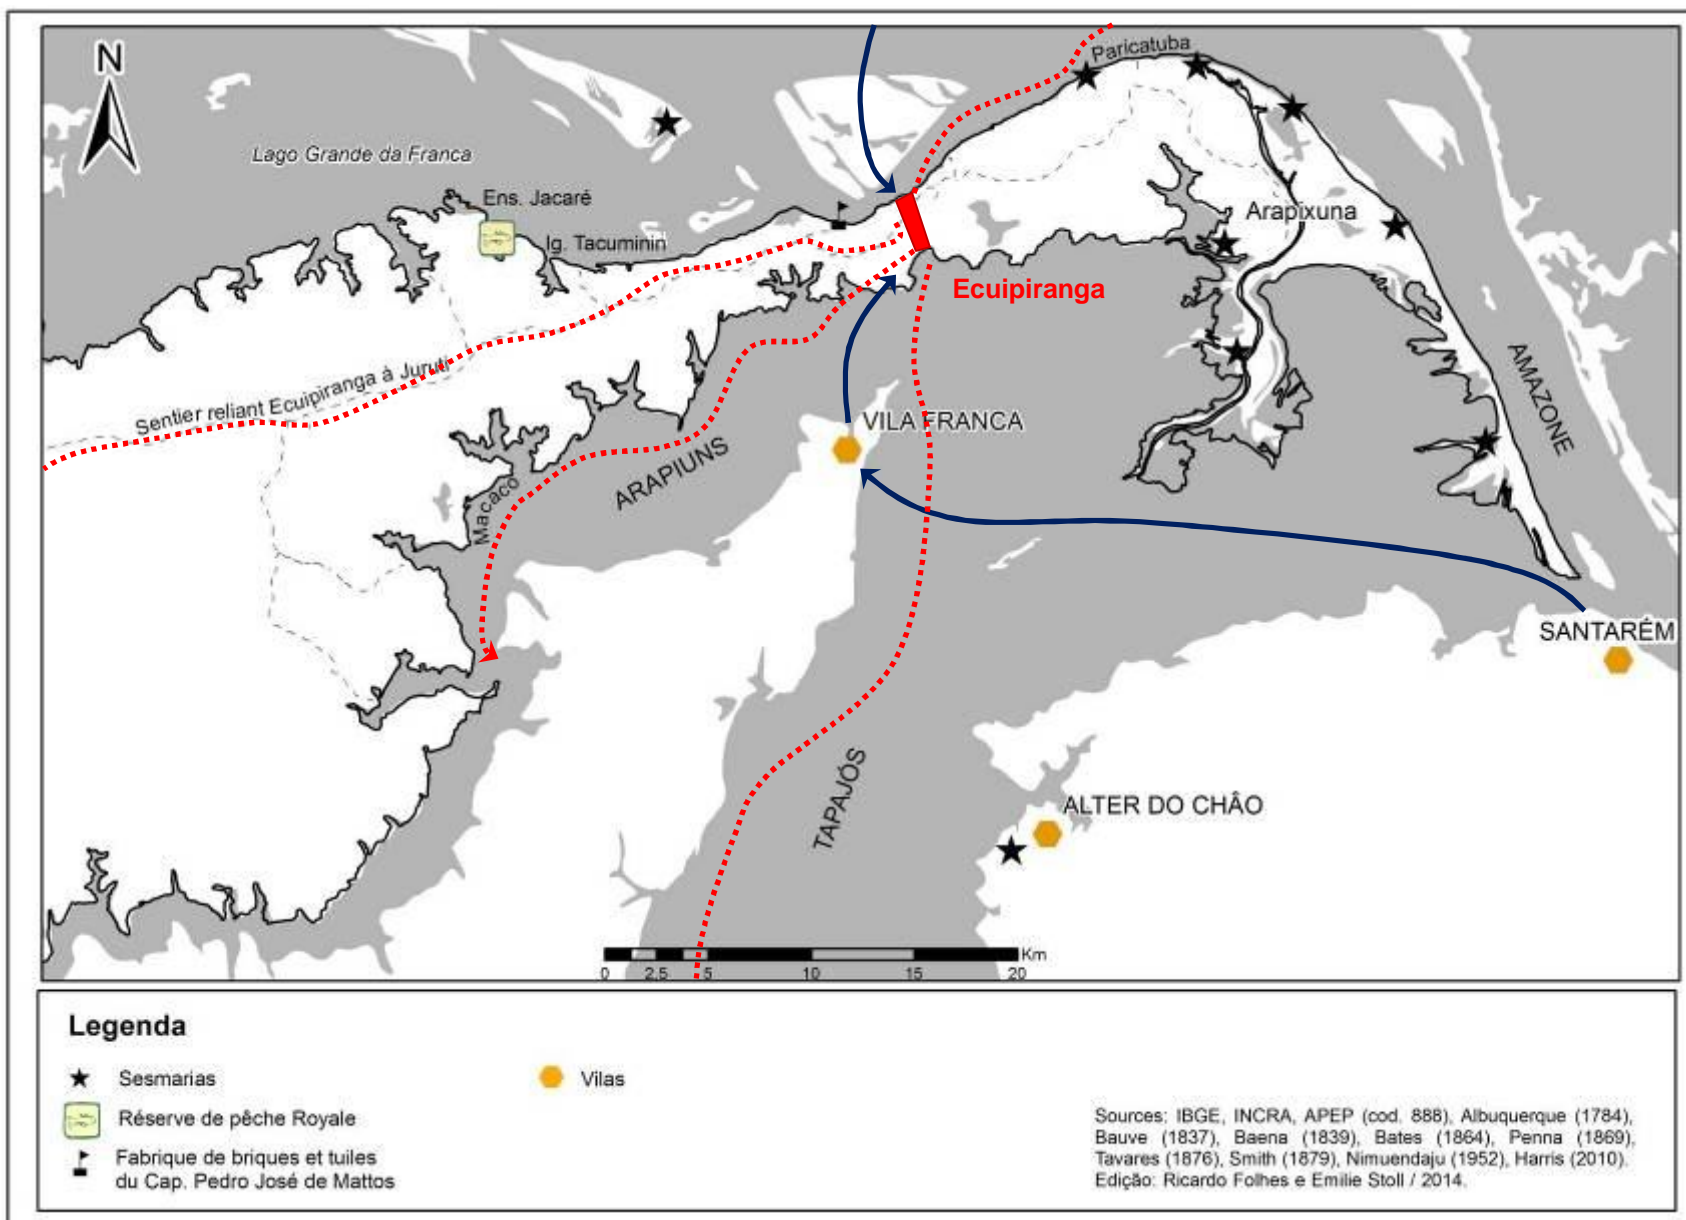 N
Paricatuba
Lago Grande da Franca
Ens. Jacaré
Ig. Tacuminin
Arapixuna
Ecuipiranga
Sentier reliant Ecuipiranga à Juruti
AMAZONE
VILA FRANCA
ARAPIUNS
Macaco
SANTARÉM
TAPAJÓS
ALTER DO CHÂO
Km
0 2,5 5 10 15 20
Legenda
Sesmarias
Vilas
Réserve de pêche Royale
Fabrique de briques et tuiles
du Cap. Pedro José de Mattos
Sources: IBGE, INCRA, APEP (cod. 888), Albuquerque (1784),
Bauve (1837), Baena (1839), Bates (1864), Penna (1869),
Tavares (1876), Smith (1879), Nimuendaju (1952), Harris (2010).
Edição: Ricardo Folhes e Emilie Stoll / 2014.